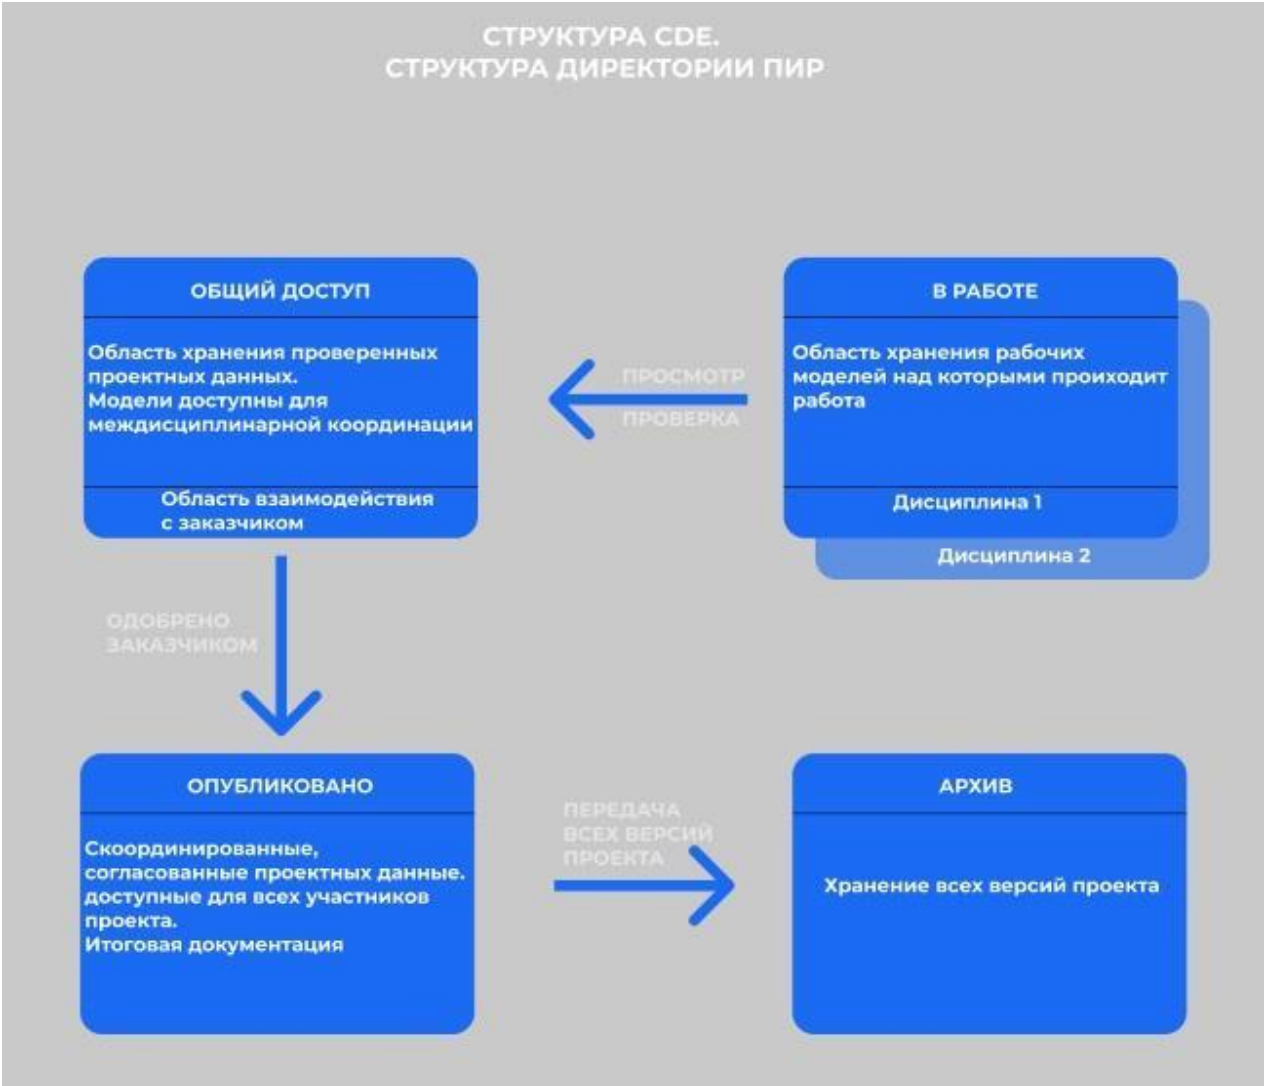 СТРУКТУРА CDE.
СТРУКТУРА ДИРЕКТОРИИ ПИР
ОБЩИЙ ДОСТУП
Область хранения проверенных
проектных данных.
Модели доступны для
междисциплинарной координации
Область взаимодействия
с заказчиком
ПРОСМОТР
ПРОВЕРКА
В РАБОТЕ
Область хранения рабочих
моделей над которыми проиходит
работа
Дисциплина 1
Дисциплина 2
ОДОБРЕНО
ЗАКАЗЧИКОМ
ОПУБЛИКОВАНО
Скоординированные,
согласованные проектные данные.
доступные для всех участников
проекта.
Итоговая документация
ПЕРЕДАЧА
ВСЕХ ВЕРСИЙ
ПРОЕКТА
АРХИВ
Хранение всех версий проекта